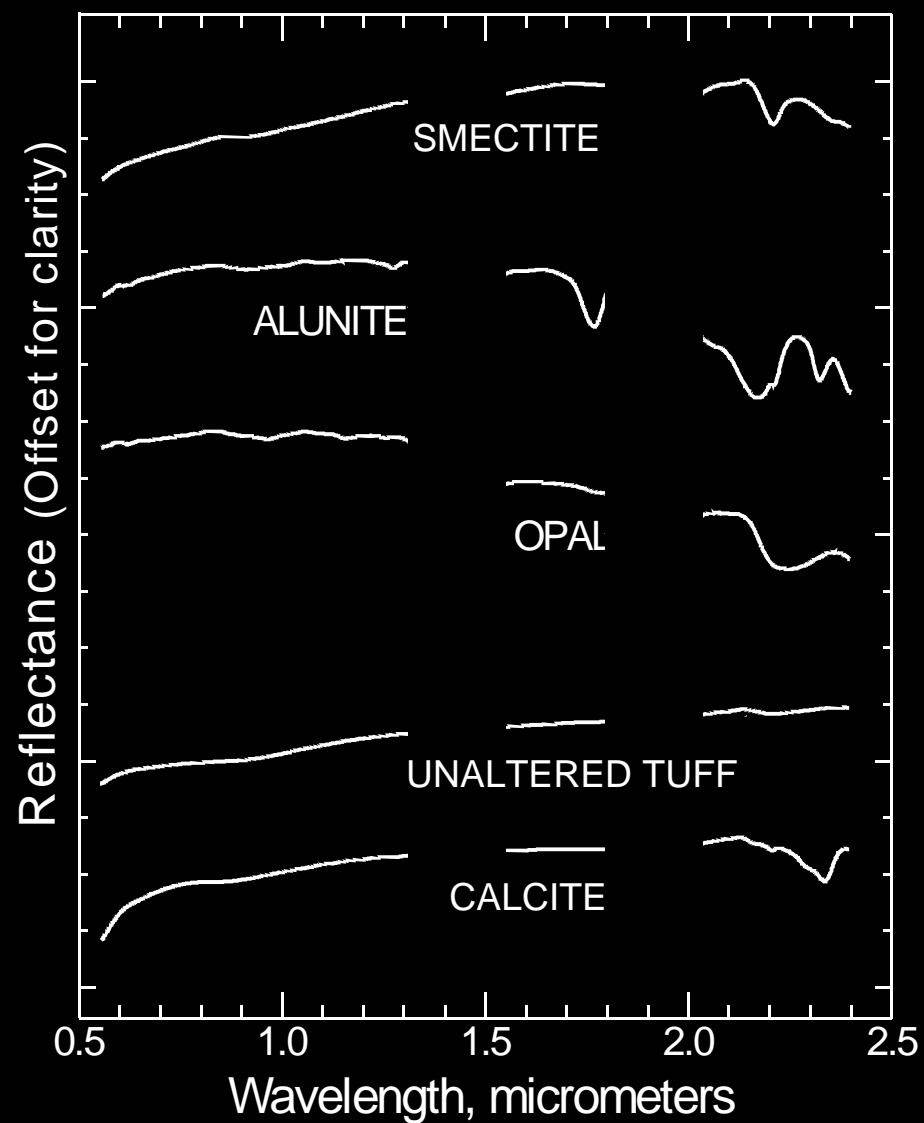 SMECTITE
ALUNITE
OPAL
UNALTERED TUFF
CALCITE
Reflectance (Offset for clarity)
0.5 1.0 1.5 2.0 2.5
Wavelength, micrometers